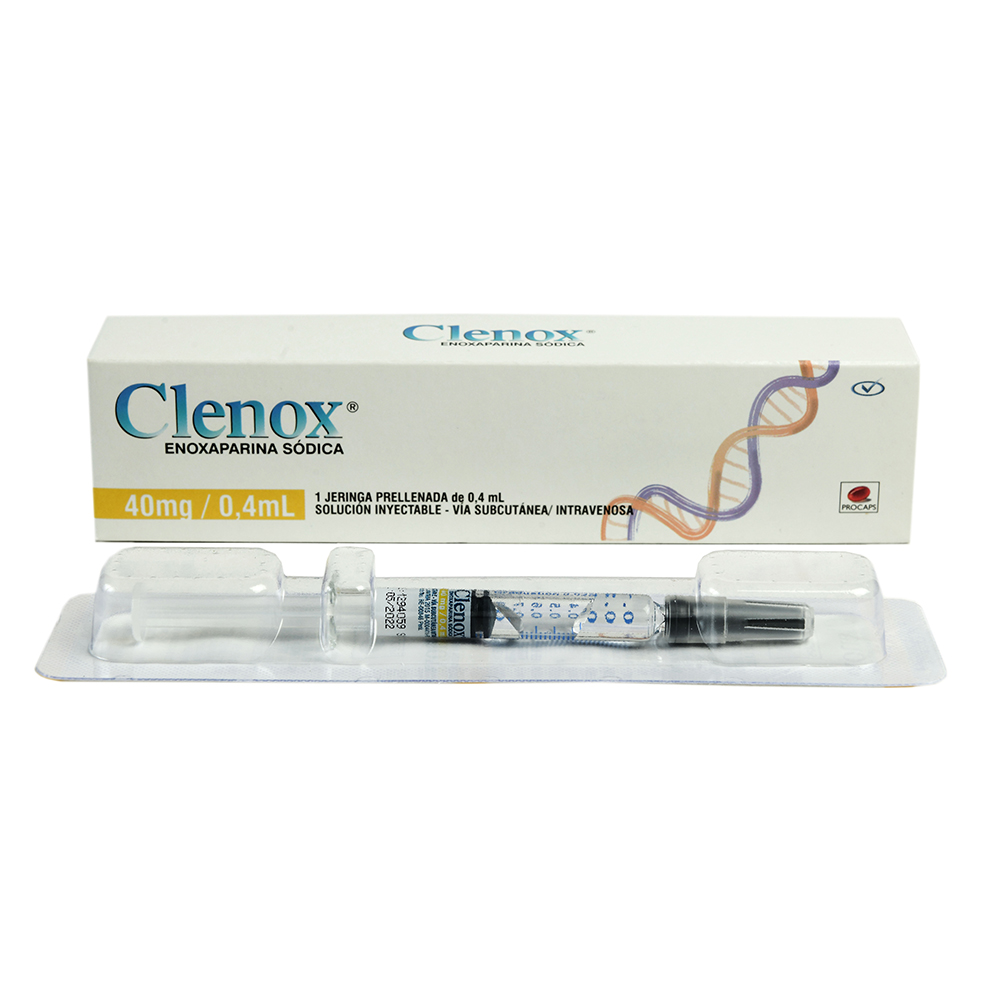 Clenox®
ENOXAPARINA SÓDICA
Clenox®
ENOXAPARINA SÓDICA
40mg / 0,4mL
1 JERINGA PRELLENADA de 0,4 mL
SOLUCIÓN INYECTABLE - VÍA SUBCUTÁNEA/ INTRAVENOSA
PROCAPS
05/2022
Clenox